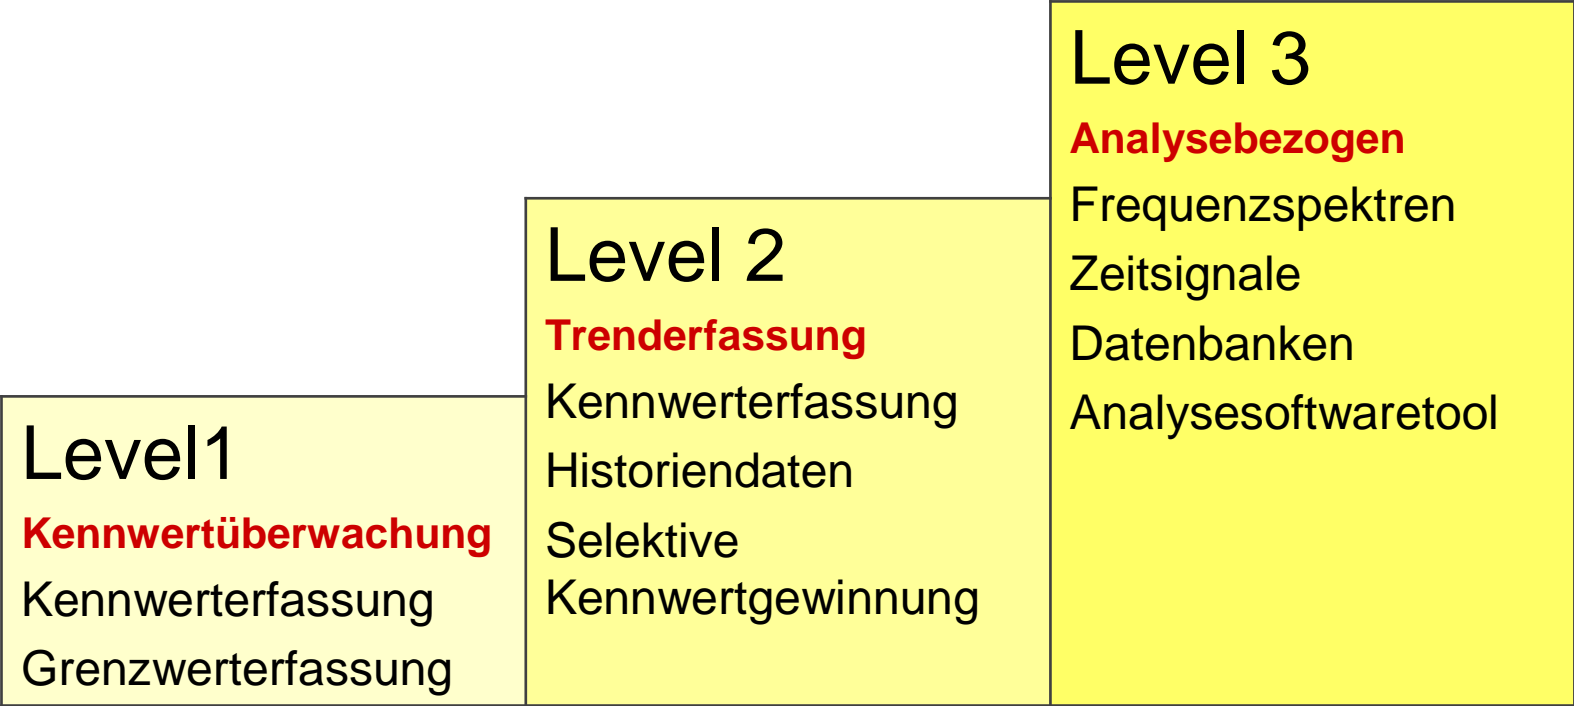 Level1
Kennwertüberwachung
Kennwerterfassung
Grenzwerterfassung
Level 2
Trenderfassung
Kennwerterfassung
Historiendaten
Selektive
Kennwertgewinnung
Level 3
Analysebezogen
Frequenzspektren
Zeitsignale
Datenbanken
Analysesoftwaretool